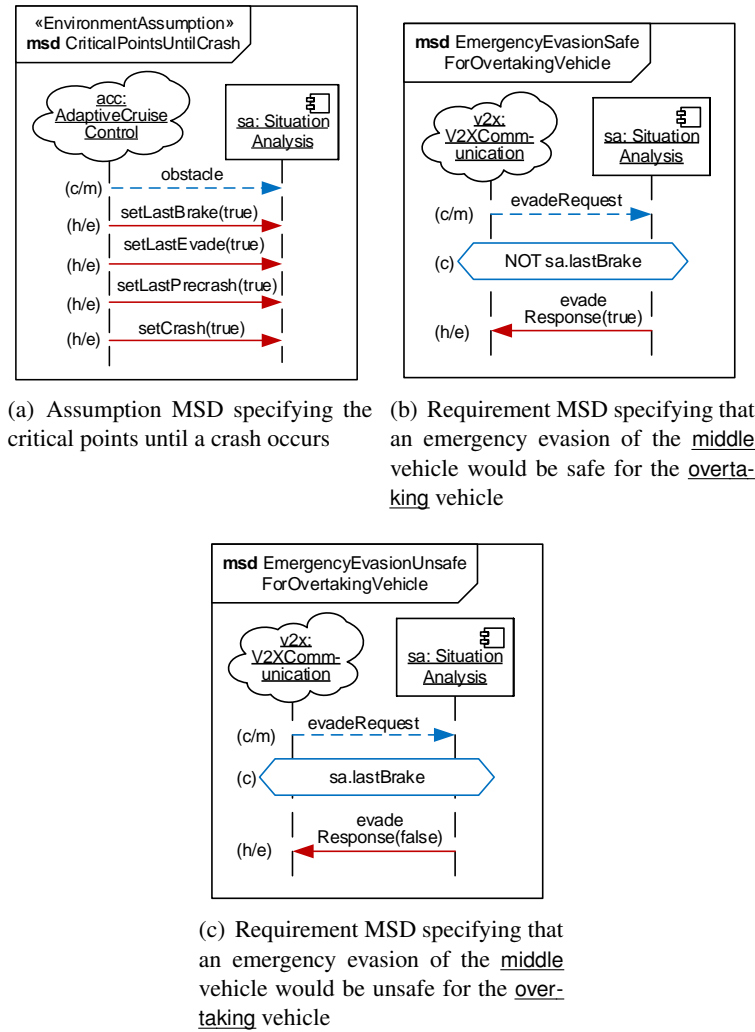 «EnvironmentAssumption»
msd CriticalPointsUntilCrash
acc:
AdaptiveCruise
Control
sa: Situation
Analysis
(c/m)
obstacle
(h/e)
setLastBrake(true)
(h/e)
setLastEvade(true)
(h/e)
setLastPrecrash(true)
(h/e)
setCrash(true)
(a) Assumption MSD specifying the
critical points until a crash occurs
msd EmergencyEvasionSafe
ForOvertakingVehicle
v2x:
V2XComm-
unication
sa: Situation
Analysis
(c/m)
evadeRequest
(c)
NOT sa.lastBrake
evade
(h/e)
Response(true)
(b) Requirement MSD specifying that
an emergency evasion of the middle
vehicle would be safe for the overta-
king vehicle
msd EmergencyEvasionUnsafe
ForOvertakingVehicle
v2x:
V2XComm-
unication
sa: Situation
Analysis
(c/m)
evadeRequest
(c)
sa.lastBrake
evade
(h/e)
Response(false)
(c) Requirement MSD specifying that
an emergency evasion of the middle
vehicle would be unsafe for the over-
taking vehicle